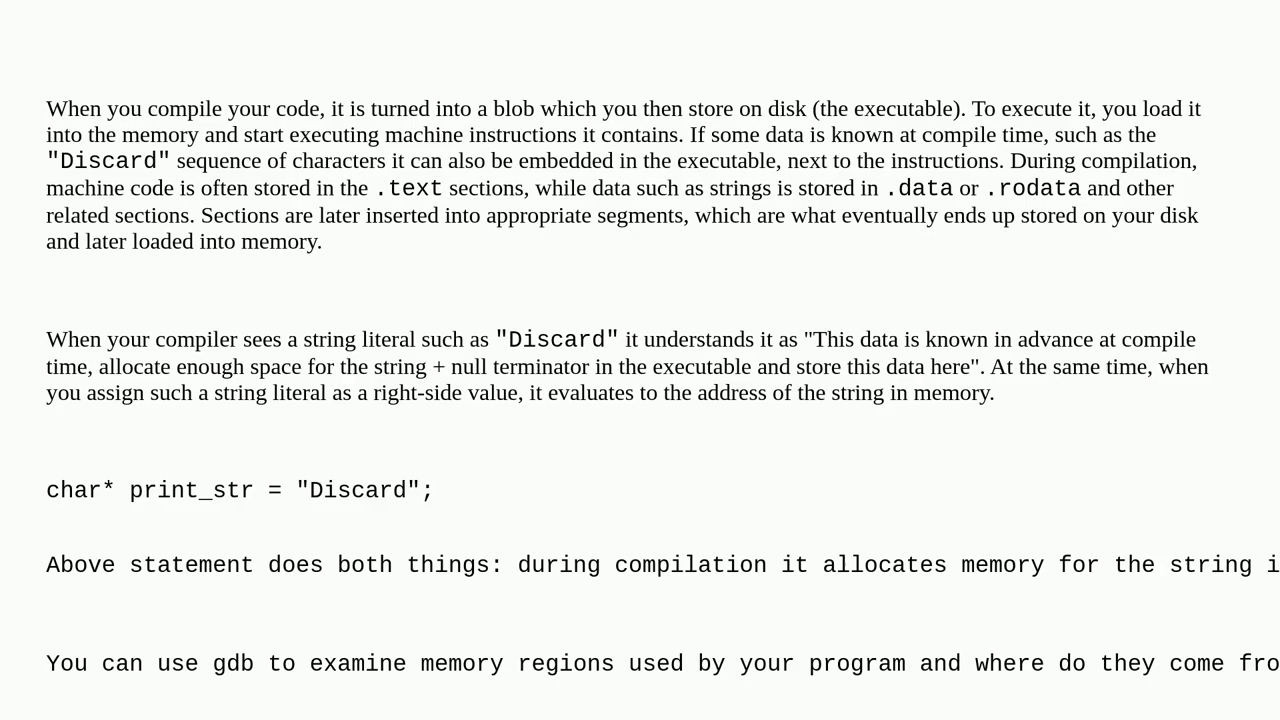 When you compile your code, it is turned into a blob which you then store on disk (the executable). To execute it, you load it
into the memory and start executing machine instructions it contains. If some data is known at compile time, such as the
"Discard" sequence of characters it can also be embedded in the executable, next to the instructions. During compilation,
machine code is often stored in the .text sections, while data such as strings is stored in .data or .rodata and other
related sections. Sections are later inserted into appropriate segments, which are what eventually ends up stored on your disk
and later loaded into memory.
When your compiler sees a string literal such as "Discard" it understands it as "This data is known in advance at compile
time, allocate enough space for the string + null terminator in the executable and store this data here". At the same time, when
you assign such a string literal as a right-side value, it evaluates to the address of the string in memory.
char* print_str = "Discard";
Above statement does both things: during compilation it allocates memory for the string
You can use gdb to examine memory regions used by your program and where do they come